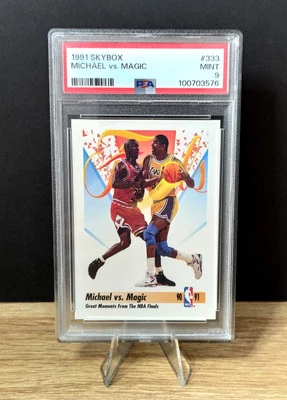 1991 SKYBOX #333
MICHAEL vs. MAGIC MINT
9
PSA 100703576
Michael vs. Magic 90 91
Great Moments From The NBA Finals
NBA